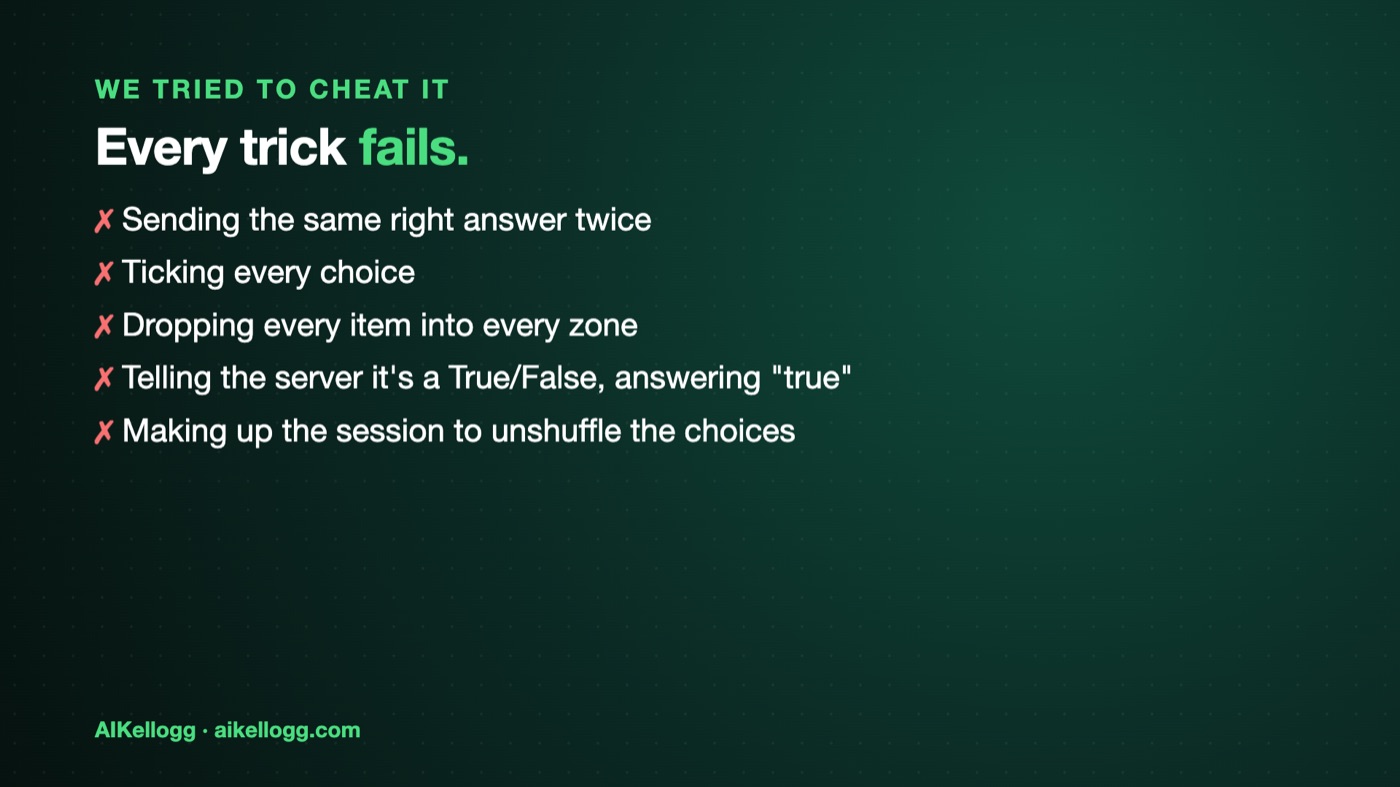 WE TRIED TO CHEAT IT
Every trick fails.
✗ Sending the same right answer twice
✗ Ticking every choice
✗ Dropping every item into every zone
✗ Telling the server it's a True/False, answering "true"
✗ Making up the session to unshuffle the choices
AIKellogg · aikellogg.com